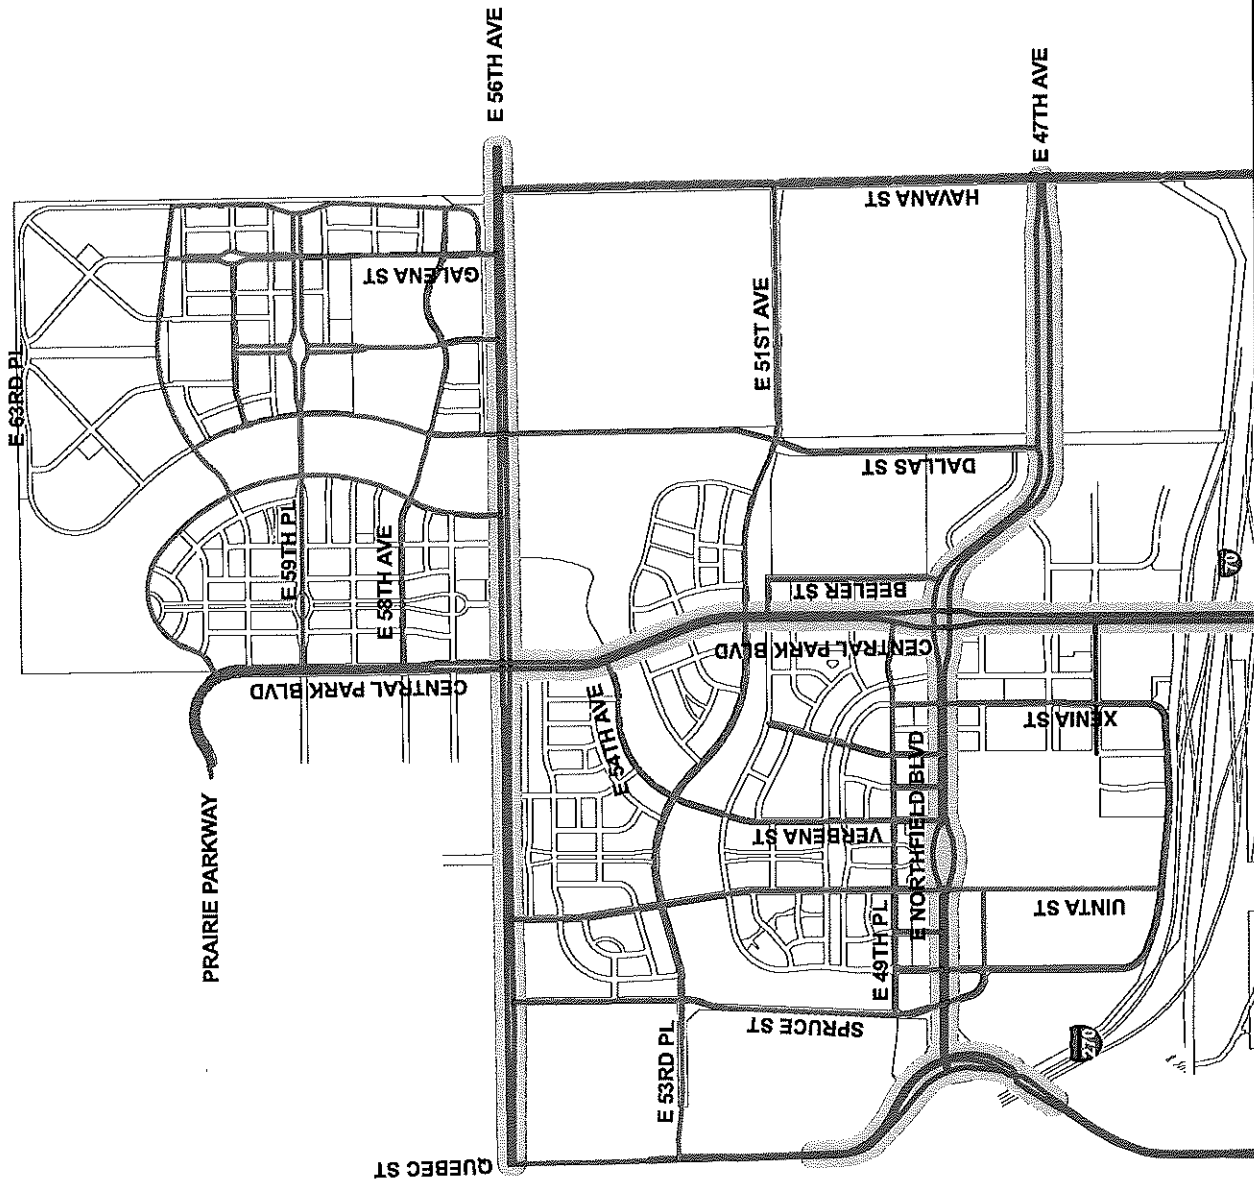 E 56TH AVE
E 47TH AVE
HAVANA ST
E 63RD PL
GALENA ST
E 51ST AVE
DALLAS ST
E 59TH PL
E 58TH AVE
BEELER ST
CENTRAL PARK BLVD
CENTRAL PARK BLVD
XENIA ST
E 54TH AVE
E NORTHFIELD BLVD
PRAIRIE PARKWAY
VERBENA ST
UINTA ST
E 49TH PL
SPRUCE ST
E 53RD PL
QUEBEC ST
70